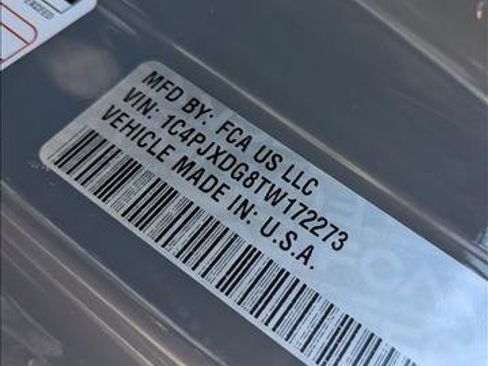 MFD BY: FCA US LLC
VIN: 1C4PJXDG8TW172273
VEHICLE MADE IN: U.S.A.